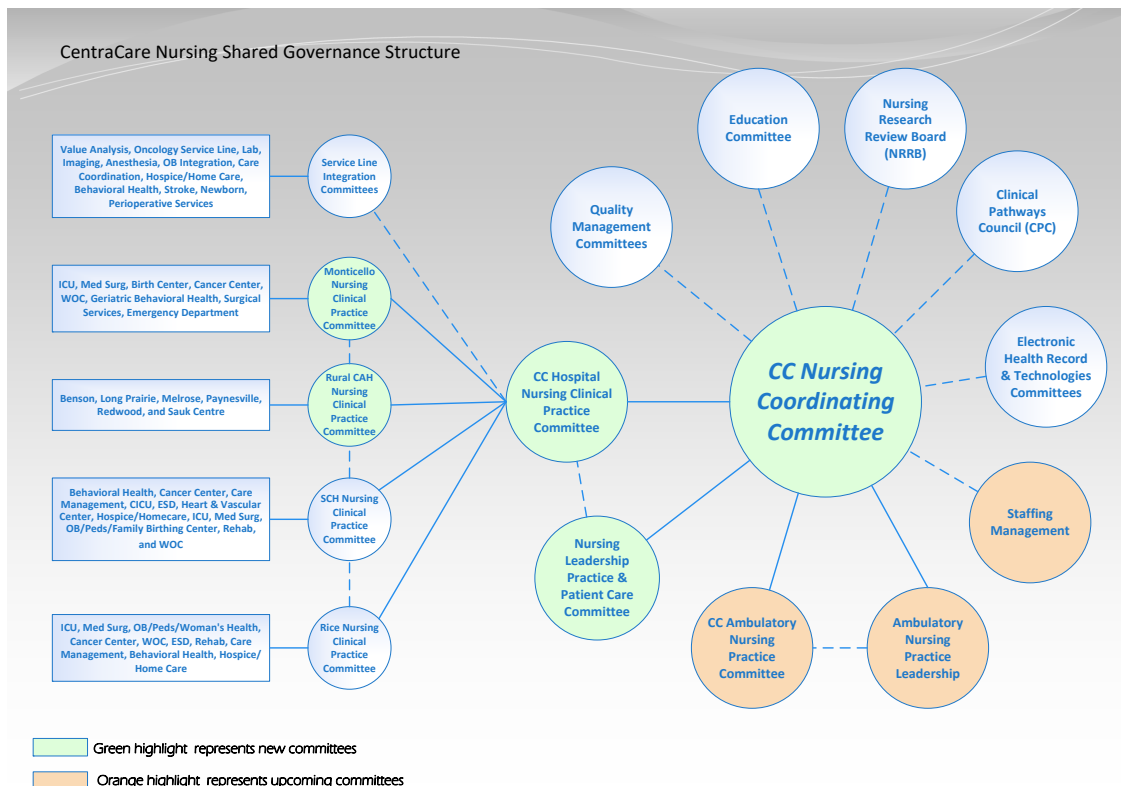 CentraCare Nursing Shared Governance Structure
Value Analysis, Oncology Service Line, Lab,
Imaging, Anesthesia, OB Integration, Care
Coordination, Hospice/Home Care,
Behavioral Health, Stroke, Newborn,
Perioperative Services
Service Line
Integration
Committees
ICU, Med Surg, Birth Center, Cancer Center,
WOC, Geriatric Behavioral Health, Surgical
Services, Emergency Department
Monticello
Nursing
Clinical
Practice
Committee
Benson, Long Prairie, Melrose, Paynesville,
Redwood, and Sauk Centre
Rural CAH
Nursing
Clinical
Practice
Committee
Behavioral Health, Cancer Center, Care
Management, CICU, ESD, Heart & Vascular
Center, Hospice/Homecare, ICU, Med Surg,
OB/Peds/Family Birthing Center, Rehab,
and WOC
SCH Nursing
Clinical
Practice
Committee
ICU, Med Surg, OB/Peds/Woman's Health,
Cancer Center, WOC, ESD, Rehab, Care
Management, Behavioral Health, Hospice/
Home Care
Rice Nursing
Clinical
Practice
Committee
CC Hospital
Nursing Clinical
Practice
Committee
Nursing
Leadership
Practice &
Patient Care
Committee
CC Nursing
Coordinating
Committee
Quality
Management
Committees
Education
Committee
Nursing
Research
Review Board
(NRRB)
Clinical
Pathways
Council (CPC)
Electronic
Health Record
& Technologies
Committees
Staffing
Management
Ambulatory
Nursing
Practice
Leadership
CC Ambulatory
Nursing
Practice
Committee
Green highlight represents new committees
Orange highlight represents upcoming committees